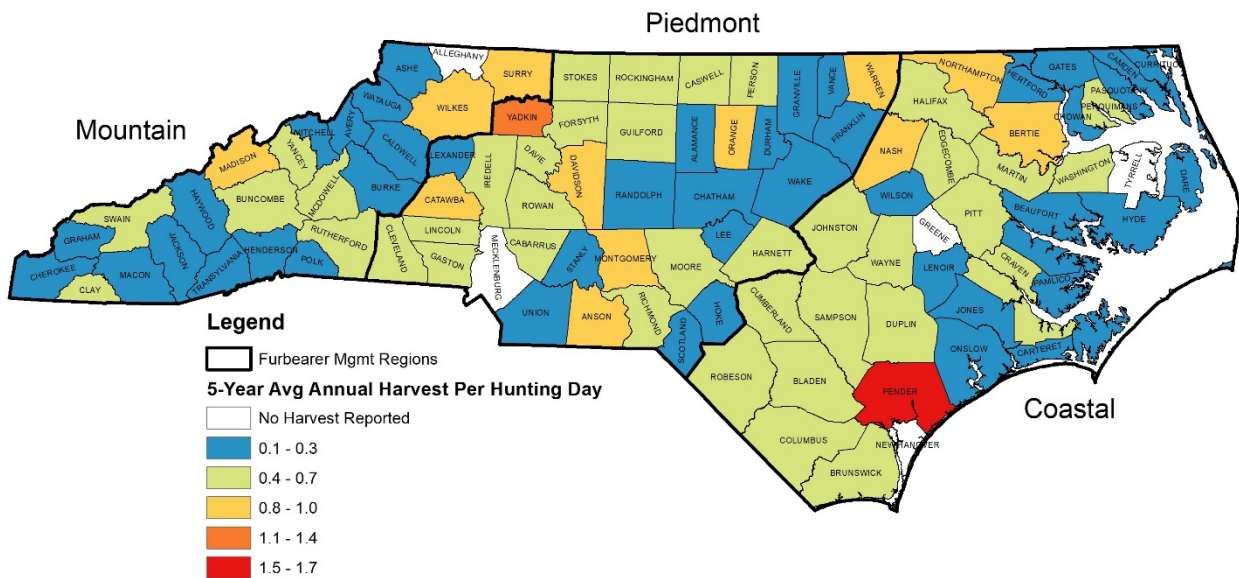 Piedmont
Mountain
Coastal
ALLEGHANY
ASHE
SURRY
STOKES
ROCKINGHAM
CASWELL
PERSON
GRANVILLE
VANCE
WARREN
NORTHAMPTON
HERTFORD
GATES
CAMDEN
CURRITUCK
PASQUOTANK
PERQUIMANS
CHOWAN
WATAUGA
WILKES
YADKIN
FORSYTH
GUILFORD
ALAMANCE
ORANGE
DURHAM
FRANKLIN
HALIFAX
BERTIE
MITCHELL
AVERY
CALDWELL
ALEXANDER
IREDELL
DAVIE
DAVIDSON
RANDOLPH
CHATHAM
WAKE
NASH
EDGECOMBE
MARTIN
WASHINGTON
TYRRELL
DARE
MADISON
YANCEY
BURKE
CATAWBA
ROWAN
WILSON
PITT
BEAUFORT
HYDE
SWAIN
HAYWOOD
BUNCOMBE
MCDOWELL
RUTHERFORD
LINCOLN
CLEVELAND
GASTON
MECKLENBURG
CABARRUS
STANLY
MONTGOMERY
MOORE
LEE
HARNETT
JOHNSTON
WAYNE
GREENE
LENOIR
CRAVEN
PAMLICO
GRAHAM
CHEROKEE
CLAY
MACON
JACKSON
TRANSYLVANIA
HENDERSON
POLK
UNION
ANSON
RICHMOND
SCOTLAND
HOKE
CUMBERLAND
SAMPSON
DUPLIN
JONES
ONSLOW
CARTERET
ROBESON
BLADEN
PENDER
COLUMBUS
BRUNSWICK
NEW HANOVER
Legend
Furbearer Mgmt Regions
5-Year Avg Annual Harvest Per Hunting Day
No Harvest Reported
0.1 - 0.3
0.4 - 0.7
0.8 - 1.0
1.1 - 1.4
1.5 - 1.7